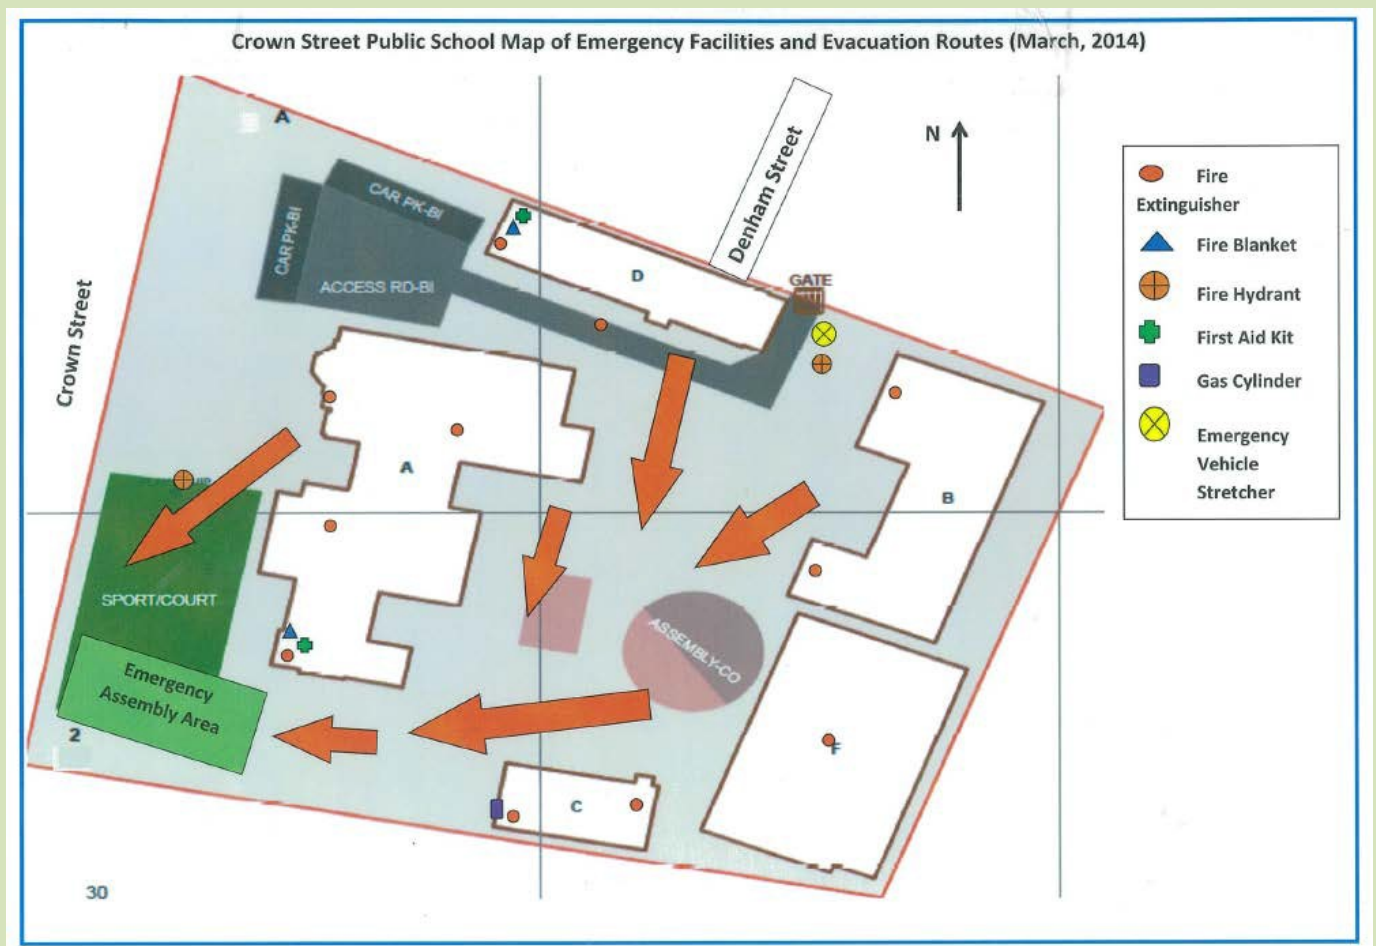 Crown Street Public School Map of Emergency Facilities and Evacuation Routes (March, 2014)
A
Denham Street
N
CAR PK-BI
CAR PK-BI
ACCESS RD-BI
D
GATE
Crown Street
A
B
SPORT/COURT
ASSEMBLY-CO
Emergency
Assembly Area
2
F
C
30
Fire
Extinguisher
Fire Blanket
Fire Hydrant
First Aid Kit
Gas Cylinder
Emergency
Vehicle
Stretcher